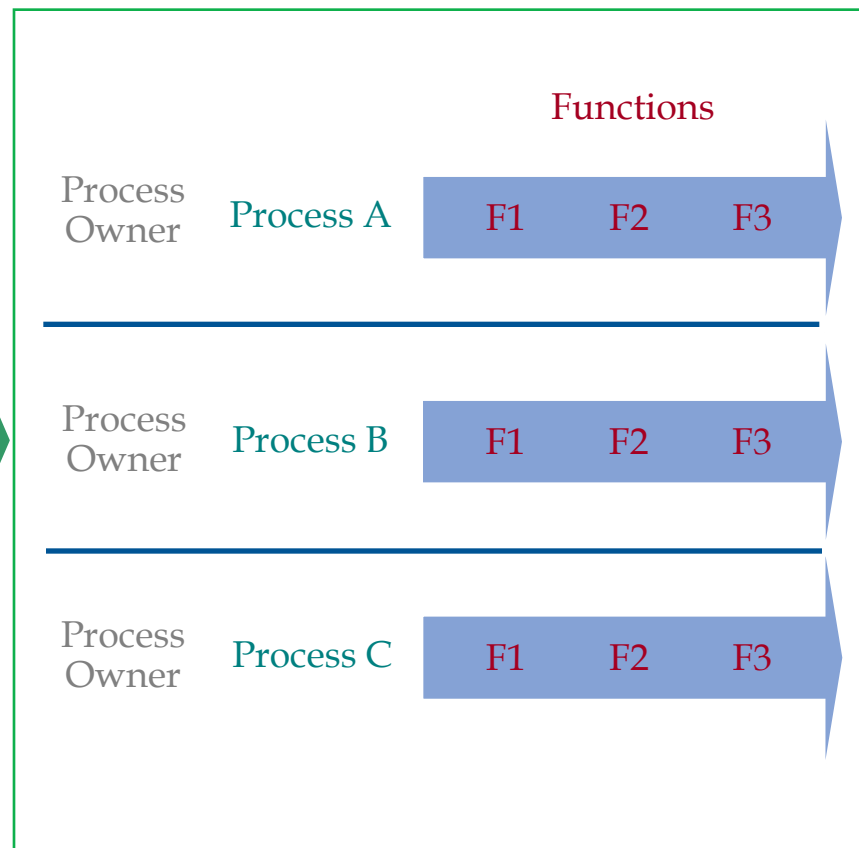 Functions
Process
Owner
Process A
F1 F2 F3
Process
Owner
Process B
F1 F2 F3
Process
Owner
Process C
F1 F2 F3